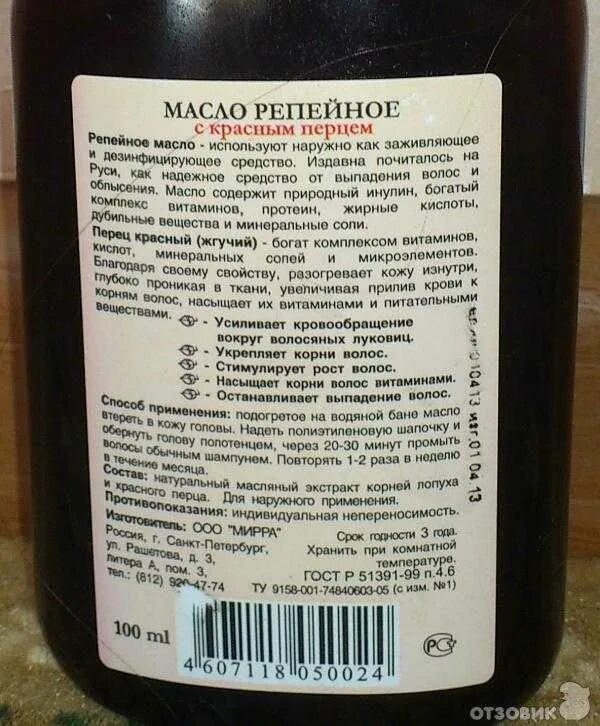 МАСЛО РЕПЕЙНОЕ
с красным перцем
Репейное масло - используют наружно как заживляющее
и дезинфицирующее средство. Издавна почиталось на
Руси, как надежное средство от выпадения волос и
облысения. Масло содержит природный инулин, богатый
комплекс витаминов, протеин, жирные кислоты,
дубильные вещества и минеральные соли.
Перец красный (жгучий) - богат комплексом витаминов,
кислот, минеральных солей и микроэлементов.
Благодаря своему свойству, разогревает кожу изнутри,
глубоко проникая в ткани, увеличивая прилив крови к
корням волос, насыщает их витаминами и питательными
веществами.
- Усиливает кровообращение
вокруг волосяных луковиц.
- Укрепляет корни волос.
- Стимулирует рост волос.
- Насыщает корни волос витаминами.
- Останавливает выпадение волос.
Способ применения: подогретое на водяной бане масло
втереть в кожу головы. Надеть полиэтиленовую шапочку и
обернуть голову полотенцем, через 20-30 минут промыть
волосы обычным шампунем. Повторять 1-2 раза в неделю
в течение месяца.
Состав: натуральный масляный экстракт корней лопуха
и красного перца. Для наружного применения.
Противопоказания: индивидуальная непереносимость.
Изготовитель: ООО "МИРРА"
Россия, г. Санкт-Петербург,
ул. Рашетова, д. 3,
литера А, пом. 3,
тел.: (812) 47-74
Срок годности 3 года.
Хранить при комнатной
температуре.
ГОСТ Р 51391-99 п.4.6
ТУ 9158-001-74840603-05 (с изм. №1)
010413 изг.01 04 13
100 ml
4 607118 050024
РСТ
ОТЗОВИК